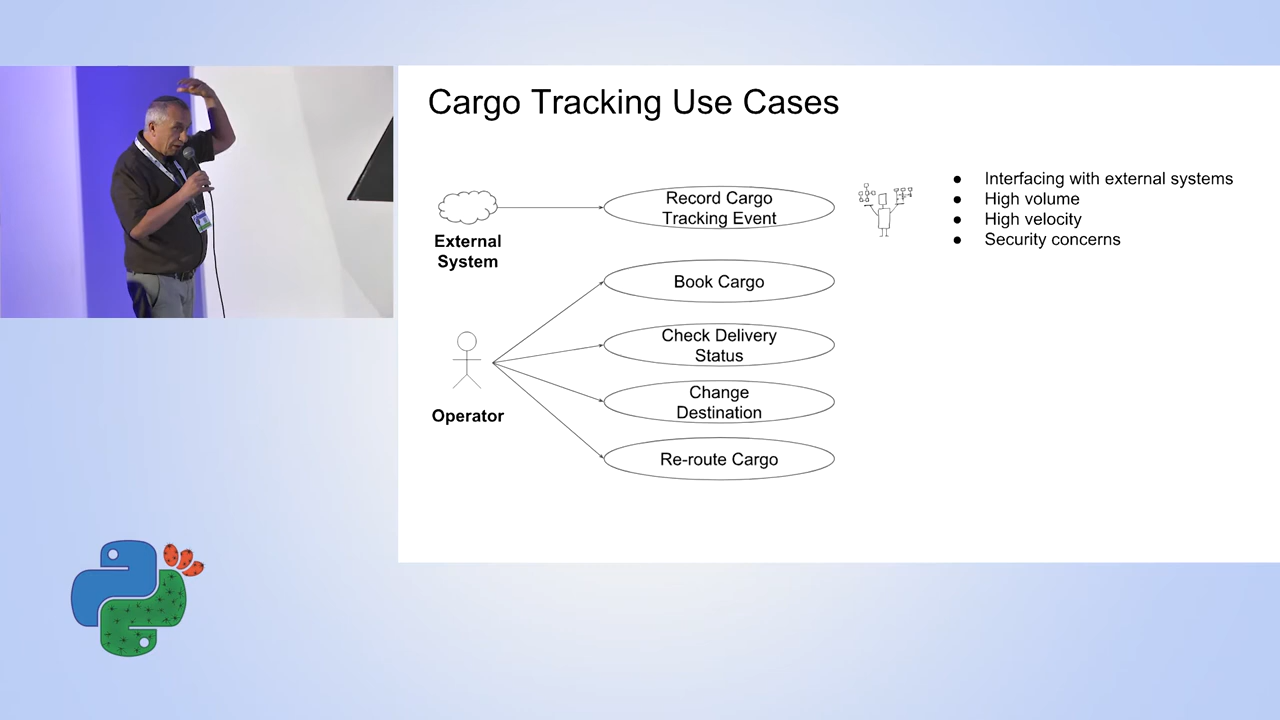 Cargo Tracking Use Cases
External
System
Record Cargo
Tracking Event
● Interfacing with external systems
● High volume
● High velocity
● Security concerns
Operator
Book Cargo
Check Delivery
Status
Change
Destination
Re-route Cargo